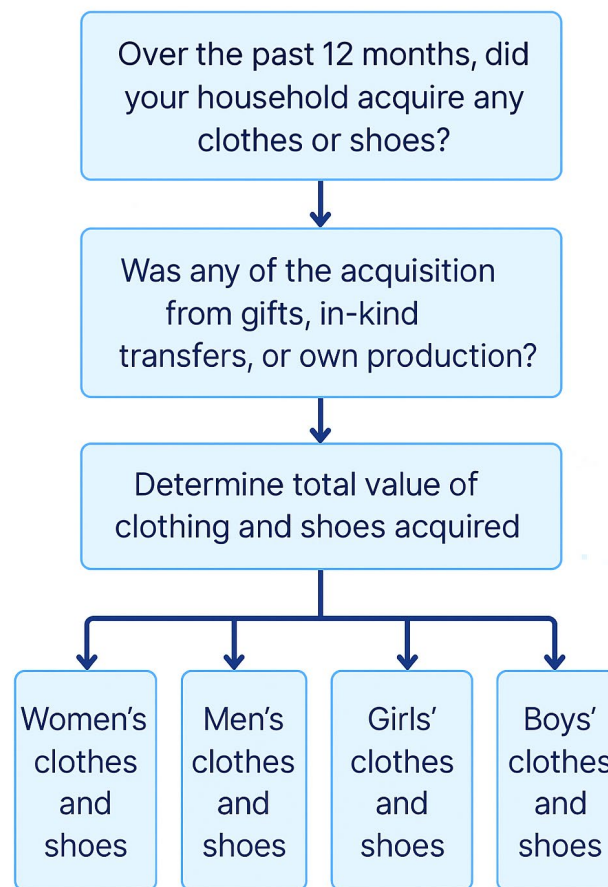 Over the past 12 months, did
your household acquire any
clothes or shoes?
Was any of the acquisition
from gifts, in-kind
transfers, or own production?
Determine total value of
clothing and shoes acquired
Women's
clothes
and
shoes
Men's
clothes
and
shoes
Girls'
clothes
and
shoes
Boys'
clothes
and
shoes